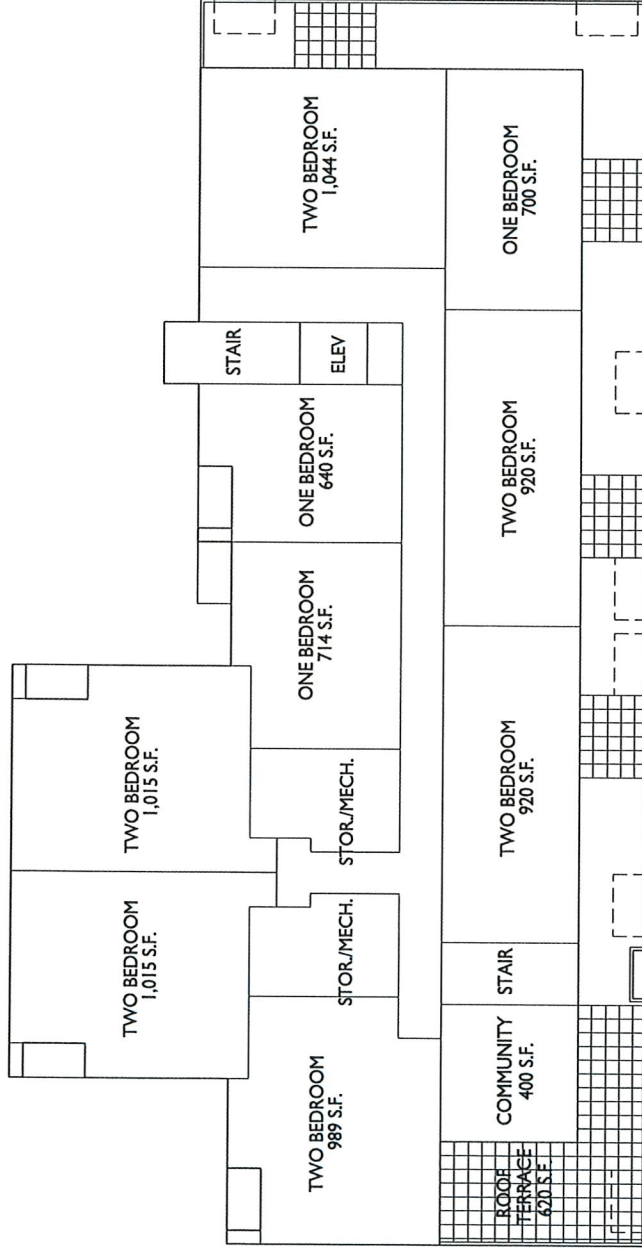 TWO BEDROOM
1,015 S.F.
TWO BEDROOM
1,015 S.F.
TWO BEDROOM
989 S.F.
STOR./MECH.
STOR./MECH.
ONE BEDROOM
714 S.F.
ONE BEDROOM
640 S.F.
STAIR
ELEV
TWO BEDROOM
1,044 S.F.
ROOF
TERRACE
620 S.F.
COMMUNITY
400 S.F.
STAIR
TWO BEDROOM
920 S.F.
TWO BEDROOM
920 S.F.
ONE BEDROOM
700 S.F.